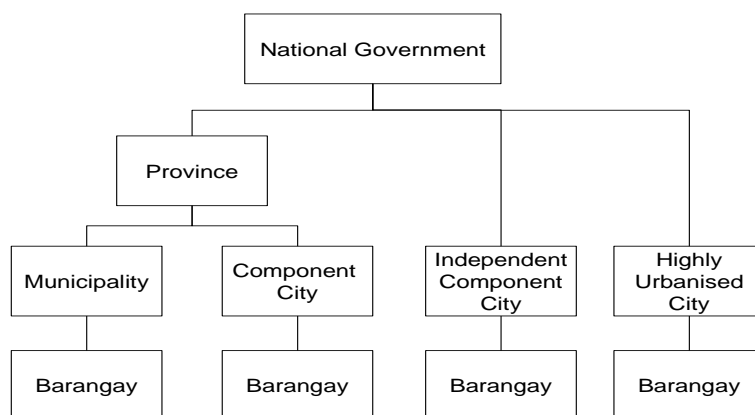 National Government
Province
Municipality
Component
City
Independent
Component
City
Highly
Urbanised
City
Barangay
Barangay
Barangay
Barangay